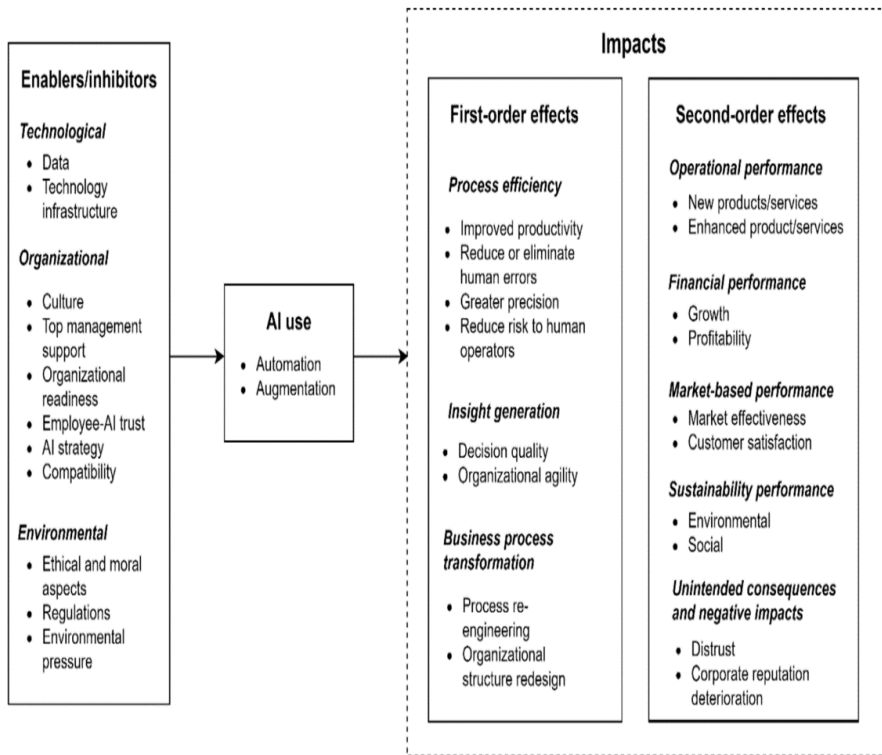 Enablers/inhibitors
Technological
• Data
• Technology
infrastructure
Organizational
• Culture
• Top management
support
• Organizational
readiness
• Employee-AI trust
• AI strategy
• Compatibility
Environmental
• Ethical and moral
aspects
• Regulations
• Environmental
pressure
AI use
• Automation
• Augmentation
Impacts
First-order effects
Process efficiency
• Improved productivity
• Reduce or eliminate
human errors
• Greater precision
• Reduce risk to human
operators
Insight generation
• Decision quality
• Organizational agility
Business process
transformation
• Process re-
engineering
• Organizational
structure redesign
Second-order effects
Operational performance
• New products/services
• Enhanced product/services
Financial performance
• Growth
• Profitability
Market-based performance
• Market effectiveness
• Customer satisfaction
Sustainability performance
• Environmental
• Social
Unintended consequences
and negative impacts
• Distrust
• Corporate reputation
deterioration